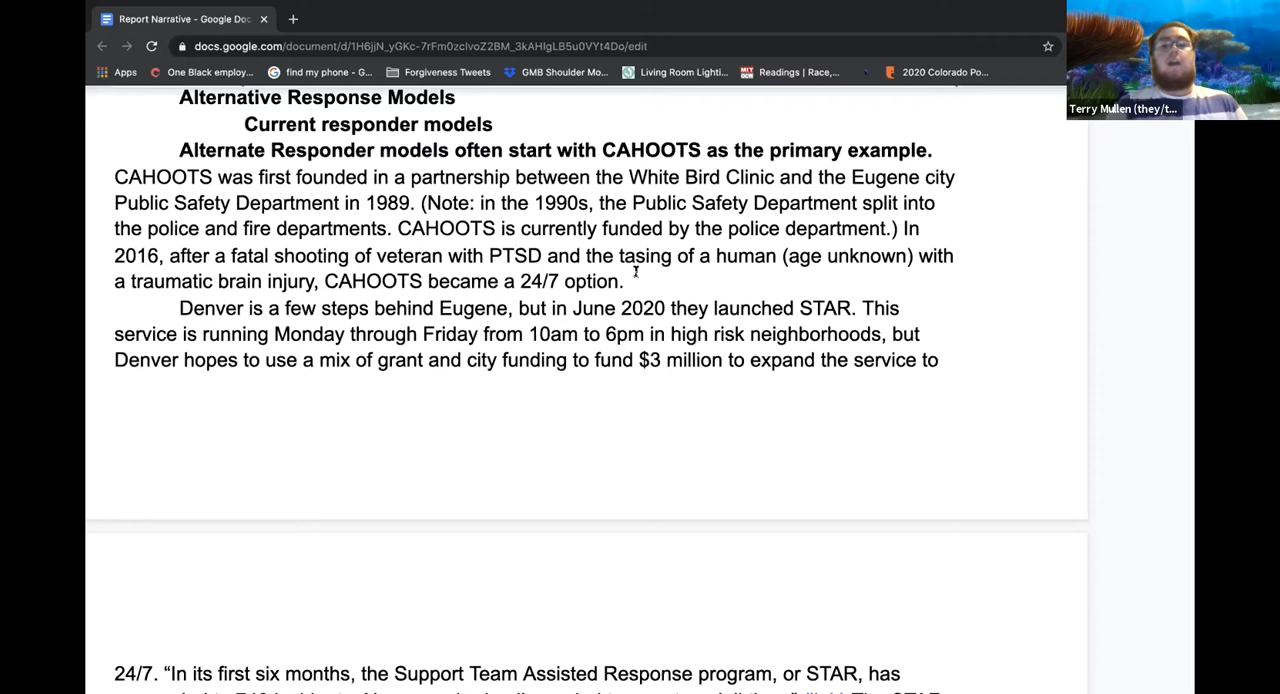 Report Narrative - Google Doc
docs.google.com/document/d/1H6jjN_yGKc-7rFm0zclvoZ2BM_3kAHIgLB5u0VYt4Do/edit
Apps One Black employ... find my phone - G... Forgiveness Tweets GMB Shoulder Mo... Living Room Lighti... MIT OCW Readings | Race,... 2020 Colorado Po...
Terry Mullen (they/t...
Alternative Response Models
Current responder models
Alternate Responder models often start with CAHOOTS as the primary example.
CAHOOTS was first founded in a partnership between the White Bird Clinic and the Eugene city
Public Safety Department in 1989. (Note: in the 1990s, the Public Safety Department split into
the police and fire departments. CAHOOTS is currently funded by the police department.) In
2016, after a fatal shooting of veteran with PTSD and the tasing of a human (age unknown) with
a traumatic brain injury, CAHOOTS became a 24/7 option.
Denver is a few steps behind Eugene, but in June 2020 they launched STAR. This
service is running Monday through Friday from 10am to 6pm in high risk neighborhoods, but
Denver hopes to use a mix of grant and city funding to fund $3 million to expand the service to
24/7. “In its first six months, the Support Team Assisted Response program, or STAR, has